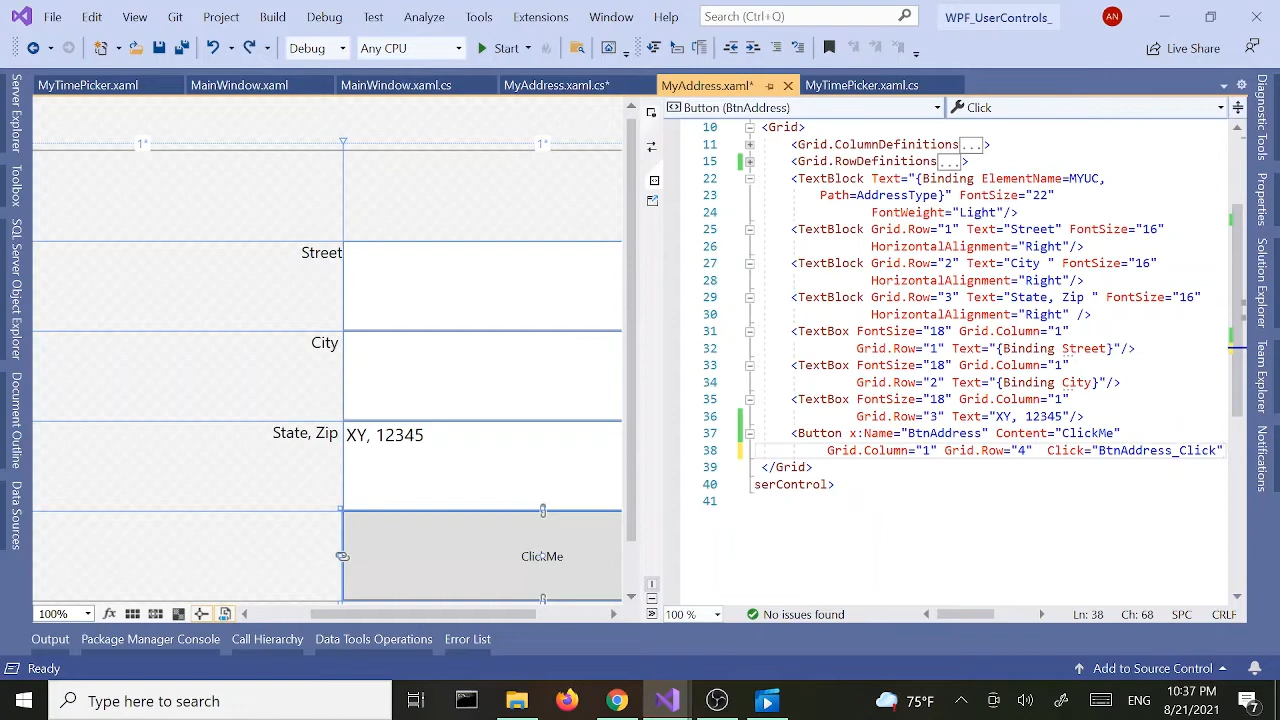 File Edit View Git Project Build Debug Test Analyze Tools Extensions Window Help Search (Ctrl+Q) WPF_UserControls_ AN
Debug Any CPU Start Live Share
MyTimePicker.xaml MainWindow.xaml MainWindow.xaml.cs MyAddress.xaml.cs* MyAddress.xaml* MyTimePicker.xaml.cs
Button (BtnAddress) Click
Server Explorer
Toolbox
SQL Server Object Explorer
Document Outline
Data Sources
1* 1*
Street
City
State, Zip XY, 12345
ClickMe
100%
10 <Grid>
11 <Grid.ColumnDefinitions...>
15 <Grid.RowDefinitions...>
22 <TextBlock Text="{Binding ElementName=MYUC,
23 Path=AddressType}" FontSize="22"
24 FontWeight="Light"/>
25 <TextBlock Grid.Row="1" Text="Street" FontSize="16"
26 HorizontalAlignment="Right"/>
27 <TextBlock Grid.Row="2" Text="City " FontSize="16"
28 HorizontalAlignment="Right"/>
29 <TextBlock Grid.Row="3" Text="State, Zip " FontSize="16"
30 HorizontalAlignment="Right" />
31 <TextBox FontSize="18" Grid.Column="1"
32 Grid.Row="1" Text="{Binding Street}"/>
33 <TextBox FontSize="18" Grid.Column="1"
34 Grid.Row="2" Text="{Binding City}"/>
35 <TextBox FontSize="18" Grid.Column="1"
36 Grid.Row="3" Text="XY, 12345"/>
37 <Button x:Name="BtnAddress" Content="ClickMe"
38 Grid.Column="1" Grid.Row="4" Click="BtnAddress_Click"
39 </Grid>
40 serControl>
41
100 % No issues found Ln: 38 Ch: 68 SPC CRLF
Diagnostic Tools
Properties
Solution Explorer
Team Explorer
Notifications
Output Package Manager Console Call Hierarchy Data Tools Operations Error List
Ready Add to Source Control
Type here to search 75°F ENG 10:37 PM
8/21/2021 7